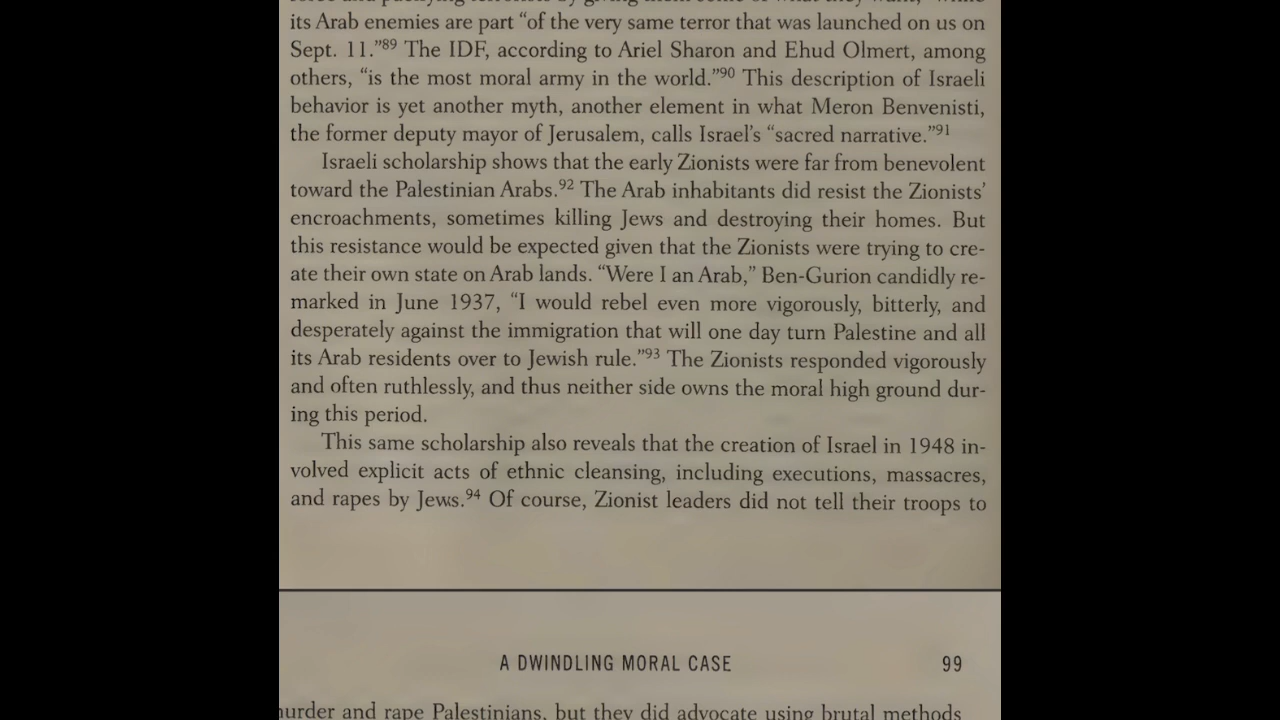 its Arab enemies are part “of the very same terror that was launched on us on
Sept. 11.”89 The IDF, according to Ariel Sharon and Ehud Olmert, among
others, “is the most moral army in the world.”90 This description of Israeli
behavior is yet another myth, another element in what Meron Benvenisti,
the former deputy mayor of Jerusalem, calls Israel’s “sacred narrative.”91
Israeli scholarship shows that the early Zionists were far from benevolent
toward the Palestinian Arabs.92 The Arab inhabitants did resist the Zionists’
encroachments, sometimes killing Jews and destroying their homes. But
this resistance would be expected given that the Zionists were trying to cre-
ate their own state on Arab lands. “Were I an Arab,” Ben-Gurion candidly re-
marked in June 1937, “I would rebel even more vigorously, bitterly, and
desperately against the immigration that will one day turn Palestine and all
its Arab residents over to Jewish rule.”93 The Zionists responded vigorously
and often ruthlessly, and thus neither side owns the moral high ground dur-
ing this period.
This same scholarship also reveals that the creation of Israel in 1948 in-
volved explicit acts of ethnic cleansing, including executions, massacres,
and rapes by Jews.94 Of course, Zionist leaders did not tell their troops to
A DWINDLING MORAL CASE 99
murder and rape Palestinians, but they did advocate using brutal methods